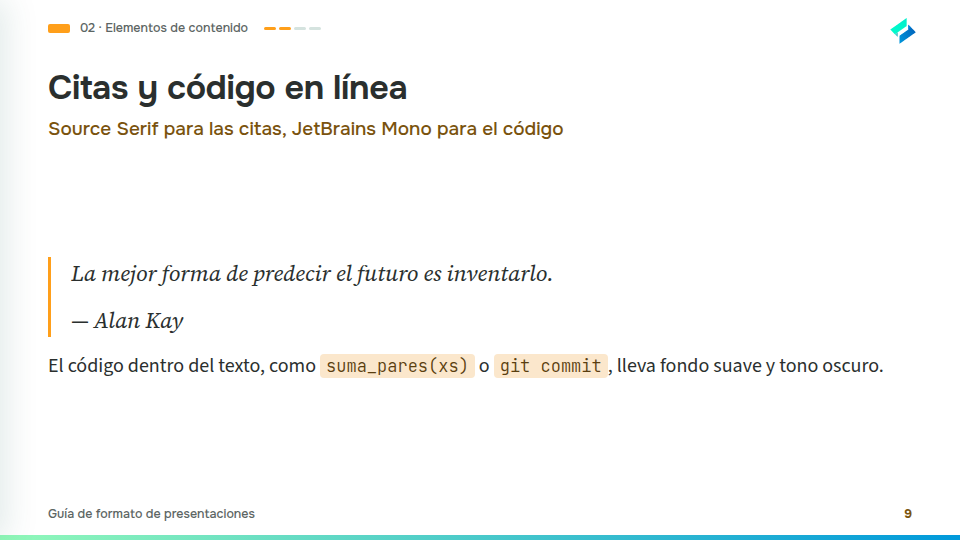 02 · Elementos de contenido
Citas y código en línea
Source Serif para las citas, JetBrains Mono para el código
La mejor forma de predecir el futuro es inventarlo.
— Alan Kay
El código dentro del texto, como suma_pares(xs) o git commit, lleva fondo suave y tono oscuro.
Guía de formato de presentaciones
9